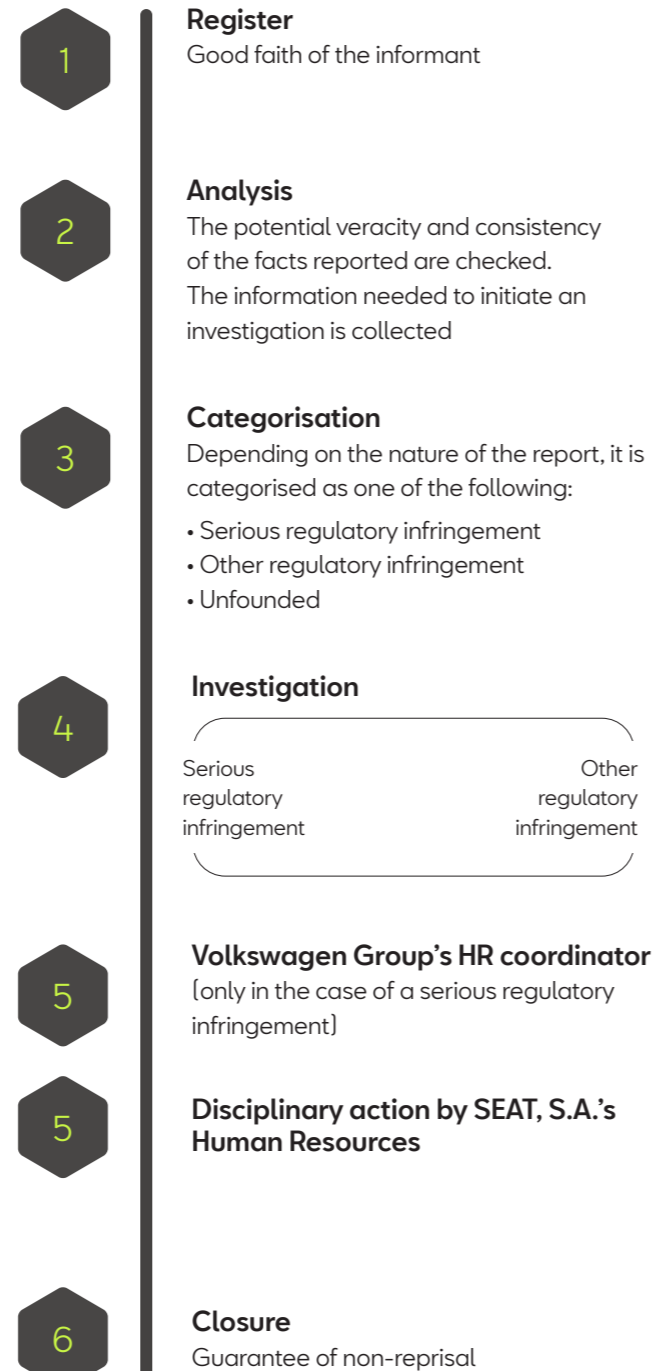 1
Register
Good faith of the informant
2
Analysis
The potential veracity and consistency
of the facts reported are checked.
The information needed to initiate an
investigation is collected
3
Categorisation
Depending on the nature of the report, it is
categorised as one of the following:
• Serious regulatory infringement
• Other regulatory infringement
• Unfounded
4
Investigation
Serious
regulatory
infringement
Other
regulatory
infringement
5
Volkswagen Group’s HR coordinator
(only in the case of a serious regulatory
infringement)
5
Disciplinary action by SEAT, S.A.’s
Human Resources
6
Closure
Guarantee of non-reprisal